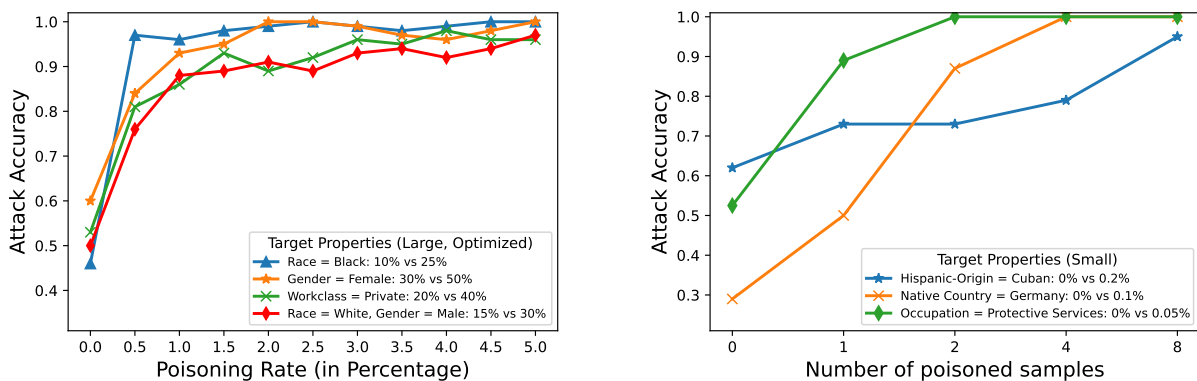 1.0
0.9
0.8
0.7
0.6
0.5
0.4
Attack Accuracy
Target Properties (Large, Optimized)
Race = Black: 10% vs 25%
Gender = Female: 30% vs 50%
Workclass = Private: 20% vs 40%
Race = White, Gender = Male: 15% vs 30%
0.0 0.5 1.0 1.5 2.0 2.5 3.0 3.5 4.0 4.5 5.0
Poisoning Rate (in Percentage)
1.0
0.9
0.8
0.7
0.6
0.5
0.4
0.3
Attack Accuracy
Target Properties (Small)
Hispanic-Origin = Cuban: 0% vs 0.2%
Native Country = Germany: 0% vs 0.1%
Occupation = Protective Services: 0% vs 0.05%
0 1 2 4 8
Number of poisoned samples